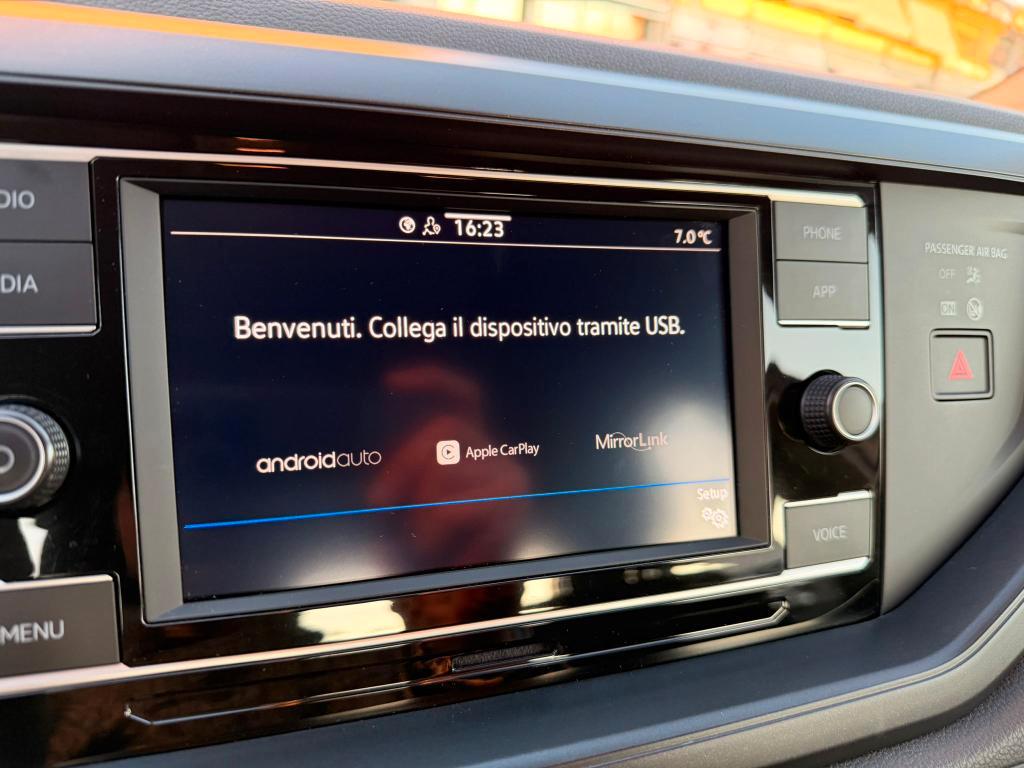 DIO
DIA
MENU
16:23
7.0°C
Benvenuti. Collega il dispositivo tramite USB.
androidauto
Apple CarPlay
MirrorLink
Setup
PHONE
APP
VOICE
PASSENGER AIR BAG
OFF
ON